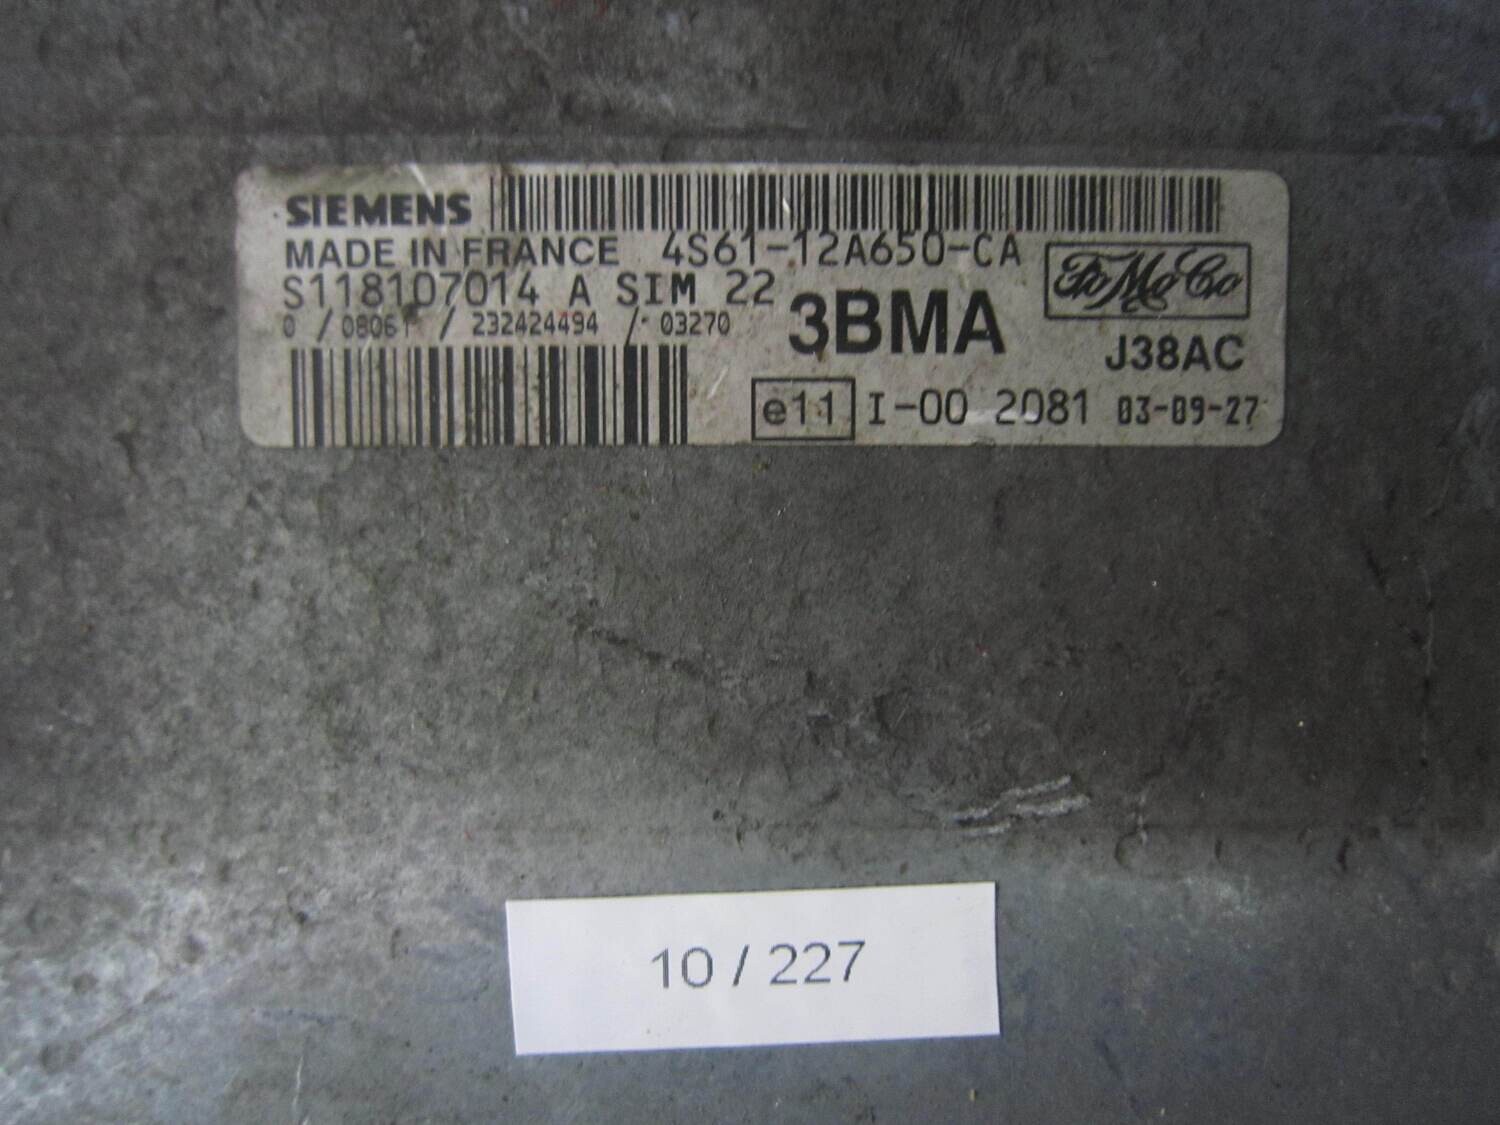 SIEMENS
MADE IN FRANCE 4S61-12A650-CA
FoMoCo
S118107014 A SIM 22
0 / 08061 / 232424494 / 03270
3BMA
J38AC
e11 I-00 2081 03-09-27
10 / 227